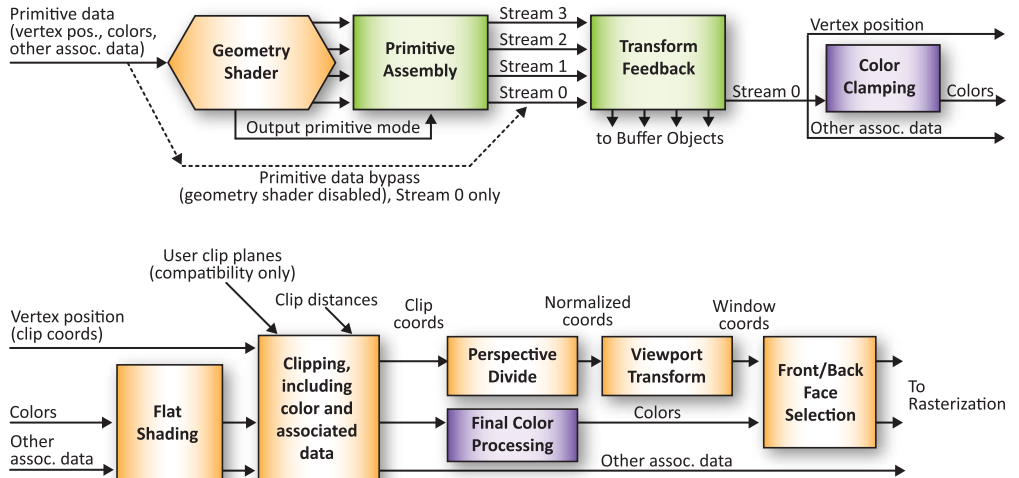 Primitive data
(vertex pos., colors,
other assoc. data)
Geometry
Shader
Primitive
Assembly
Stream 3
Stream 2
Stream 1
Stream 0
Transform
Feedback
Stream 0
Vertex position
Color
Clamping
Colors
Other assoc. data
Output primitive mode
to Buffer Objects
Primitive data bypass
(geometry shader disabled), Stream 0 only
User clip planes
(compatibility only)
Clip distances
Vertex position
(clip coords)
Clip
coords
Normalized
coords
Window
coords
Clipping,
including
color and
associated
data
Perspective
Divide
Viewport
Transform
Front/Back
Face
Selection
To
Rasterization
Colors
Flat
Shading
Final Color
Processing
Colors
Other
assoc. data
Other assoc. data